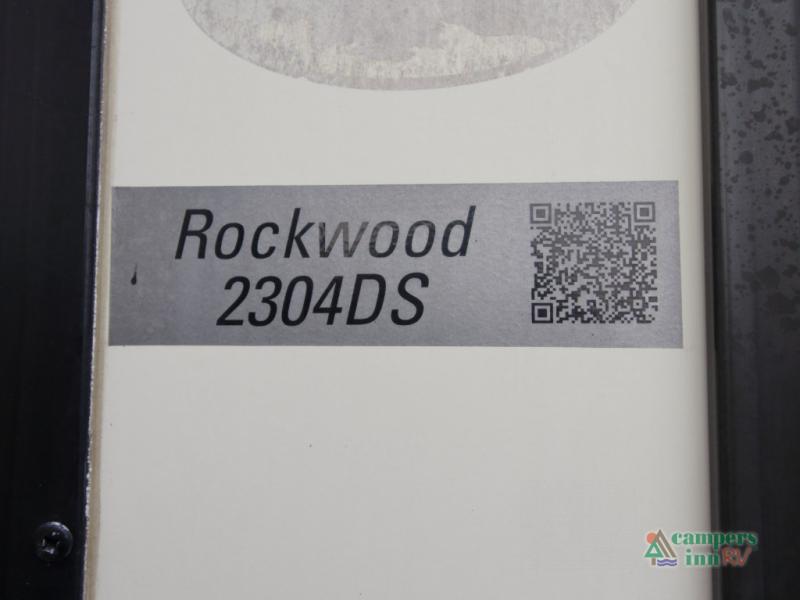 Rockwood
2304DS
campers
inn RV